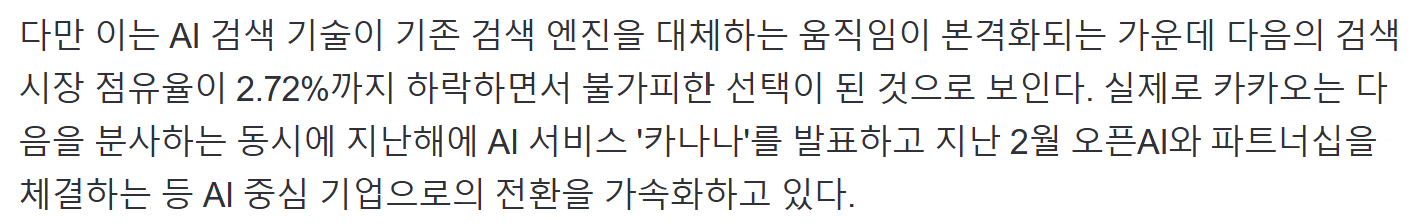 다만 이는 AI 검색 기술이 기존 검색 엔진을 대체하는 움직임이 본격화되는 가운데 다음의 검색
시장 점유율이 2.72%까지 하락하면서 불가피한 선택이 된 것으로 보인다. 실제로 카카오는 다
음을 분사하는 동시에 지난해에 AI 서비스 '카나나'를 발표하고 지난 2월 오픈AI와 파트너십을
체결하는 등 AI 중심 기업으로의 전환을 가속화하고 있다.